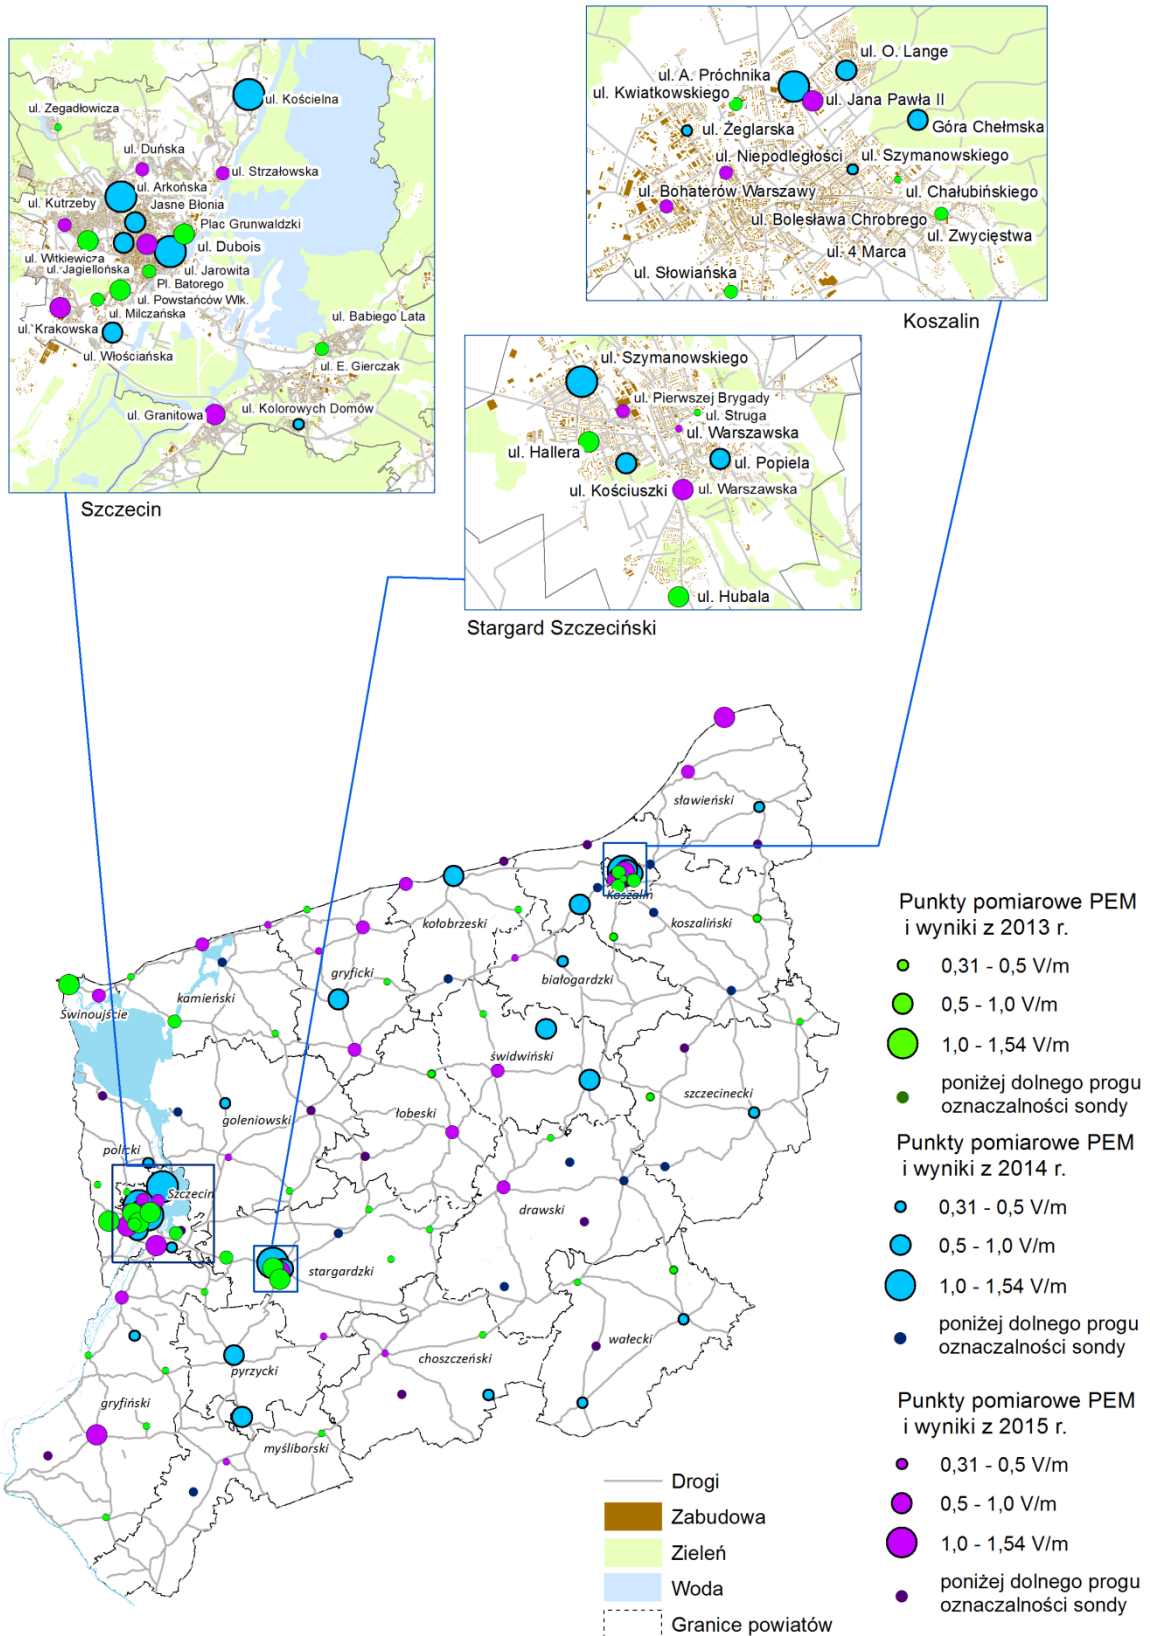 ul. Kościelna
ul. Zegadłowicza
ul. Duńska
ul. Strzałowska
ul. Arkońska
ul. Kutrzeby
Jasne Błonia
Plac Grunwaldzki
ul. Dubois
ul. Witkiewicza
ul. Jagiellońska
ul. Jarowita
Pl. Batorego
ul. Powstańców Wlk.
ul. Milczańska
ul. Krakowska
ul. Włościańska
ul. Babiego Lata
ul. E. Gierczak
ul. Granitowa
ul. Kolorowych Domów
Szczecin
ul. O. Lange
ul. A. Próchnika
ul. Kwiatkowskiego
ul. Jana Pawła II
Góra Chełmska
ul. Żeglarska
ul. Niepodległości
ul. Szymanowskiego
ul. Bohaterów Warszawy
ul. Chałubińskiego
ul. Bolesława Chrobrego
ul. Zwycięstwa
ul. 4 Marca
ul. Słowiańska
Koszalin
ul. Szymanowskiego
ul. Pierwszej Brygady
ul. Struga
ul. Warszawska
ul. Hallera
ul. Popiela
ul. Kościuszki
ul. Warszawska
ul. Hubala
Stargard Szczeciński
sławieński
Koszalin
kołobrzeski
koszaliński
gryficki
białogardzki
kamieński
Świnoujście
świdwiński
szczecinecki
goleniowski
łobeski
policki
Szczecin
drawski
stargardzki
wałecki
choszczeński
pyrzycki
gryfiński
myśliborski
Punkty pomiarowe PEM
i wyniki z 2013 r.
0,31 - 0,5 V/m
0,5 - 1,0 V/m
1,0 - 1,54 V/m
poniżej dolnego progu
oznaczalności sondy
Punkty pomiarowe PEM
i wyniki z 2014 r.
0,31 - 0,5 V/m
0,5 - 1,0 V/m
1,0 - 1,54 V/m
poniżej dolnego progu
oznaczalności sondy
Punkty pomiarowe PEM
i wyniki z 2015 r.
0,31 - 0,5 V/m
0,5 - 1,0 V/m
1,0 - 1,54 V/m
poniżej dolnego progu
oznaczalności sondy
Drogi
Zabudowa
Zieleń
Woda
Granice powiatów